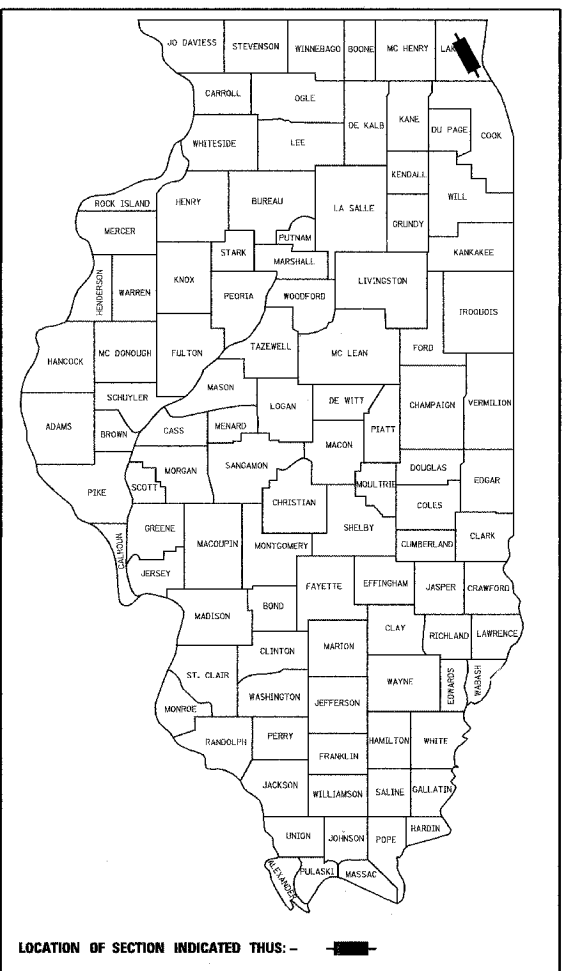 JO DAVIESS
STEVENSON
WINNEBAGO
BOONE
MC HENRY
CARROLL
OGLE
DE KALB
KANE
DU PAGE
COOK
WHITESIDE
LEE
KENDALL
WILL
ROCK ISLAND
HENRY
BUREAU
LA SALLE
GRUNDY
MERCER
PUTNAM
STARK
MARSHALL
KANKAKEE
HENDERSON
WARREN
KNOX
PEORIA
WOODFORD
LIVINGSTON
IROQUOIS
HANCOCK
MC DONOUGH
FULTON
TAZEWELL
MC LEAN
FORD
SCHUYLER
MASON
LOGAN
DE WITT
CHAMPAIGN
VERMILION
ADAMS
BROWN
CASS
MENARD
MACON
PIATT
PIKE
SCOTT
MORGAN
SANGAMON
CHRISTIAN
MOULTRIE
DOUGLAS
EDGAR
COLES
GREENE
MACOUPIN
MONTGOMERY
SHELBY
CUMBERLAND
CLARK
CALHOUN
JERSEY
FAYETTE
EFFINGHAM
JASPER
CRAWFORD
MADISON
BOND
CLAY
RICHLAND
LAWRENCE
CLINTON
MARION
ST. CLAIR
WAYNE
EDWARDS
WABASH
MONROE
WASHINGTON
JEFFERSON
RANDOLPH
PERRY
HAMILTON
WHITE
FRANKLIN
JACKSON
WILLIAMSON
SALINE
GALLATIN
UNION
JOHNSON
POPE
HARDIN
ALEXANDER
PULASKI
MASSAC
LOCATION OF SECTION INDICATED THUS: -